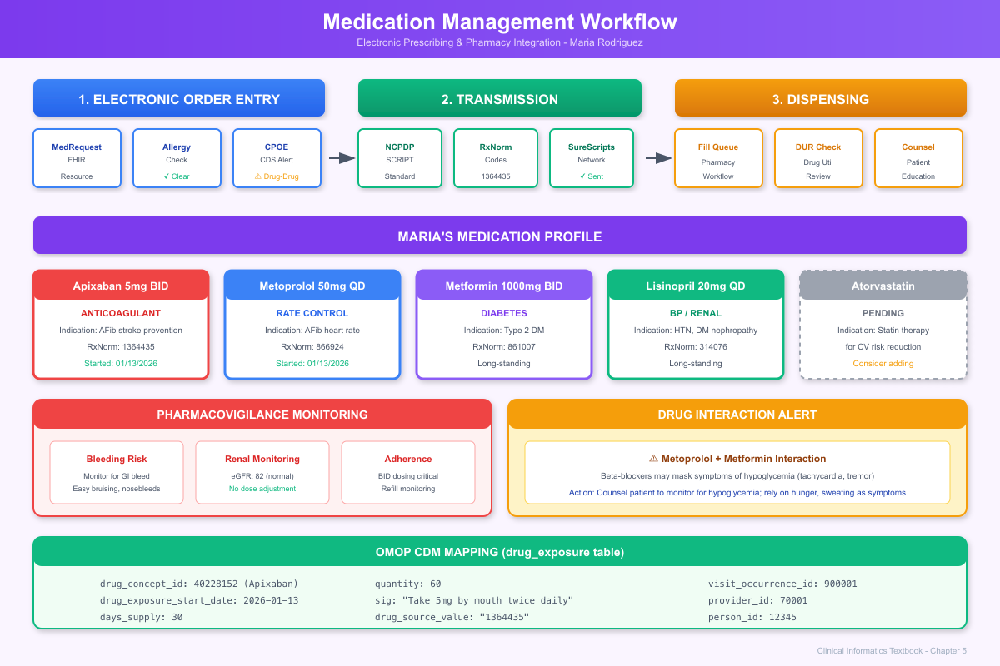 Medication Management Workflow
Electronic Prescribing & Pharmacy Integration - Maria Rodriguez
1. ELECTRONIC ORDER ENTRY
MedRequest
FHIR
Resource
Allergy
Check
✓ Clear
CPOE
CDS Alert
⚠ Drug-Drug
2. TRANSMISSION
NCPDP
SCRIPT
Standard
RxNorm
Codes
1364435
SureScripts
Network
✓ Sent
3. DISPENSING
Fill Queue
Pharmacy
Workflow
DUR Check
Drug Util
Review
Counsel
Patient
Education
MARIA'S MEDICATION PROFILE
Apixaban 5mg BID
ANTICOAGULANT
Indication: AFib stroke prevention
RxNorm: 1364435
Started: 01/13/2026
Metoprolol 50mg QD
RATE CONTROL
Indication: AFib heart rate
RxNorm: 866924
Started: 01/13/2026
Metformin 1000mg BID
DIABETES
Indication: Type 2 DM
RxNorm: 861007
Long-standing
Lisinopril 20mg QD
BP / RENAL
Indication: HTN, DM nephropathy
RxNorm: 314076
Long-standing
Atorvastatin
PENDING
Indication: Statin therapy
for CV risk reduction
Consider adding
PHARMACOVIGILANCE MONITORING
Bleeding Risk
Monitor for GI bleed
Easy bruising, nosebleeds
Renal Monitoring
eGFR: 82 (normal)
No dose adjustment
Adherence
BID dosing critical
Refill monitoring
DRUG INTERACTION ALERT
⚠ Metoprolol + Metformin Interaction
Beta-blockers may mask symptoms of hypoglycemia (tachycardia, tremor)
Action: Counsel patient to monitor for hypoglycemia; rely on hunger, sweating as symptoms
OMOP CDM MAPPING (drug_exposure table)
drug_concept_id: 40228152 (Apixaban)
drug_exposure_start_date: 2026-01-13
days_supply: 30
quantity: 60
sig: "Take 5mg by mouth twice daily"
drug_source_value: "1364435"
visit_occurrence_id: 900001
provider_id: 70001
person_id: 12345
Clinical Informatics Textbook - Chapter 5